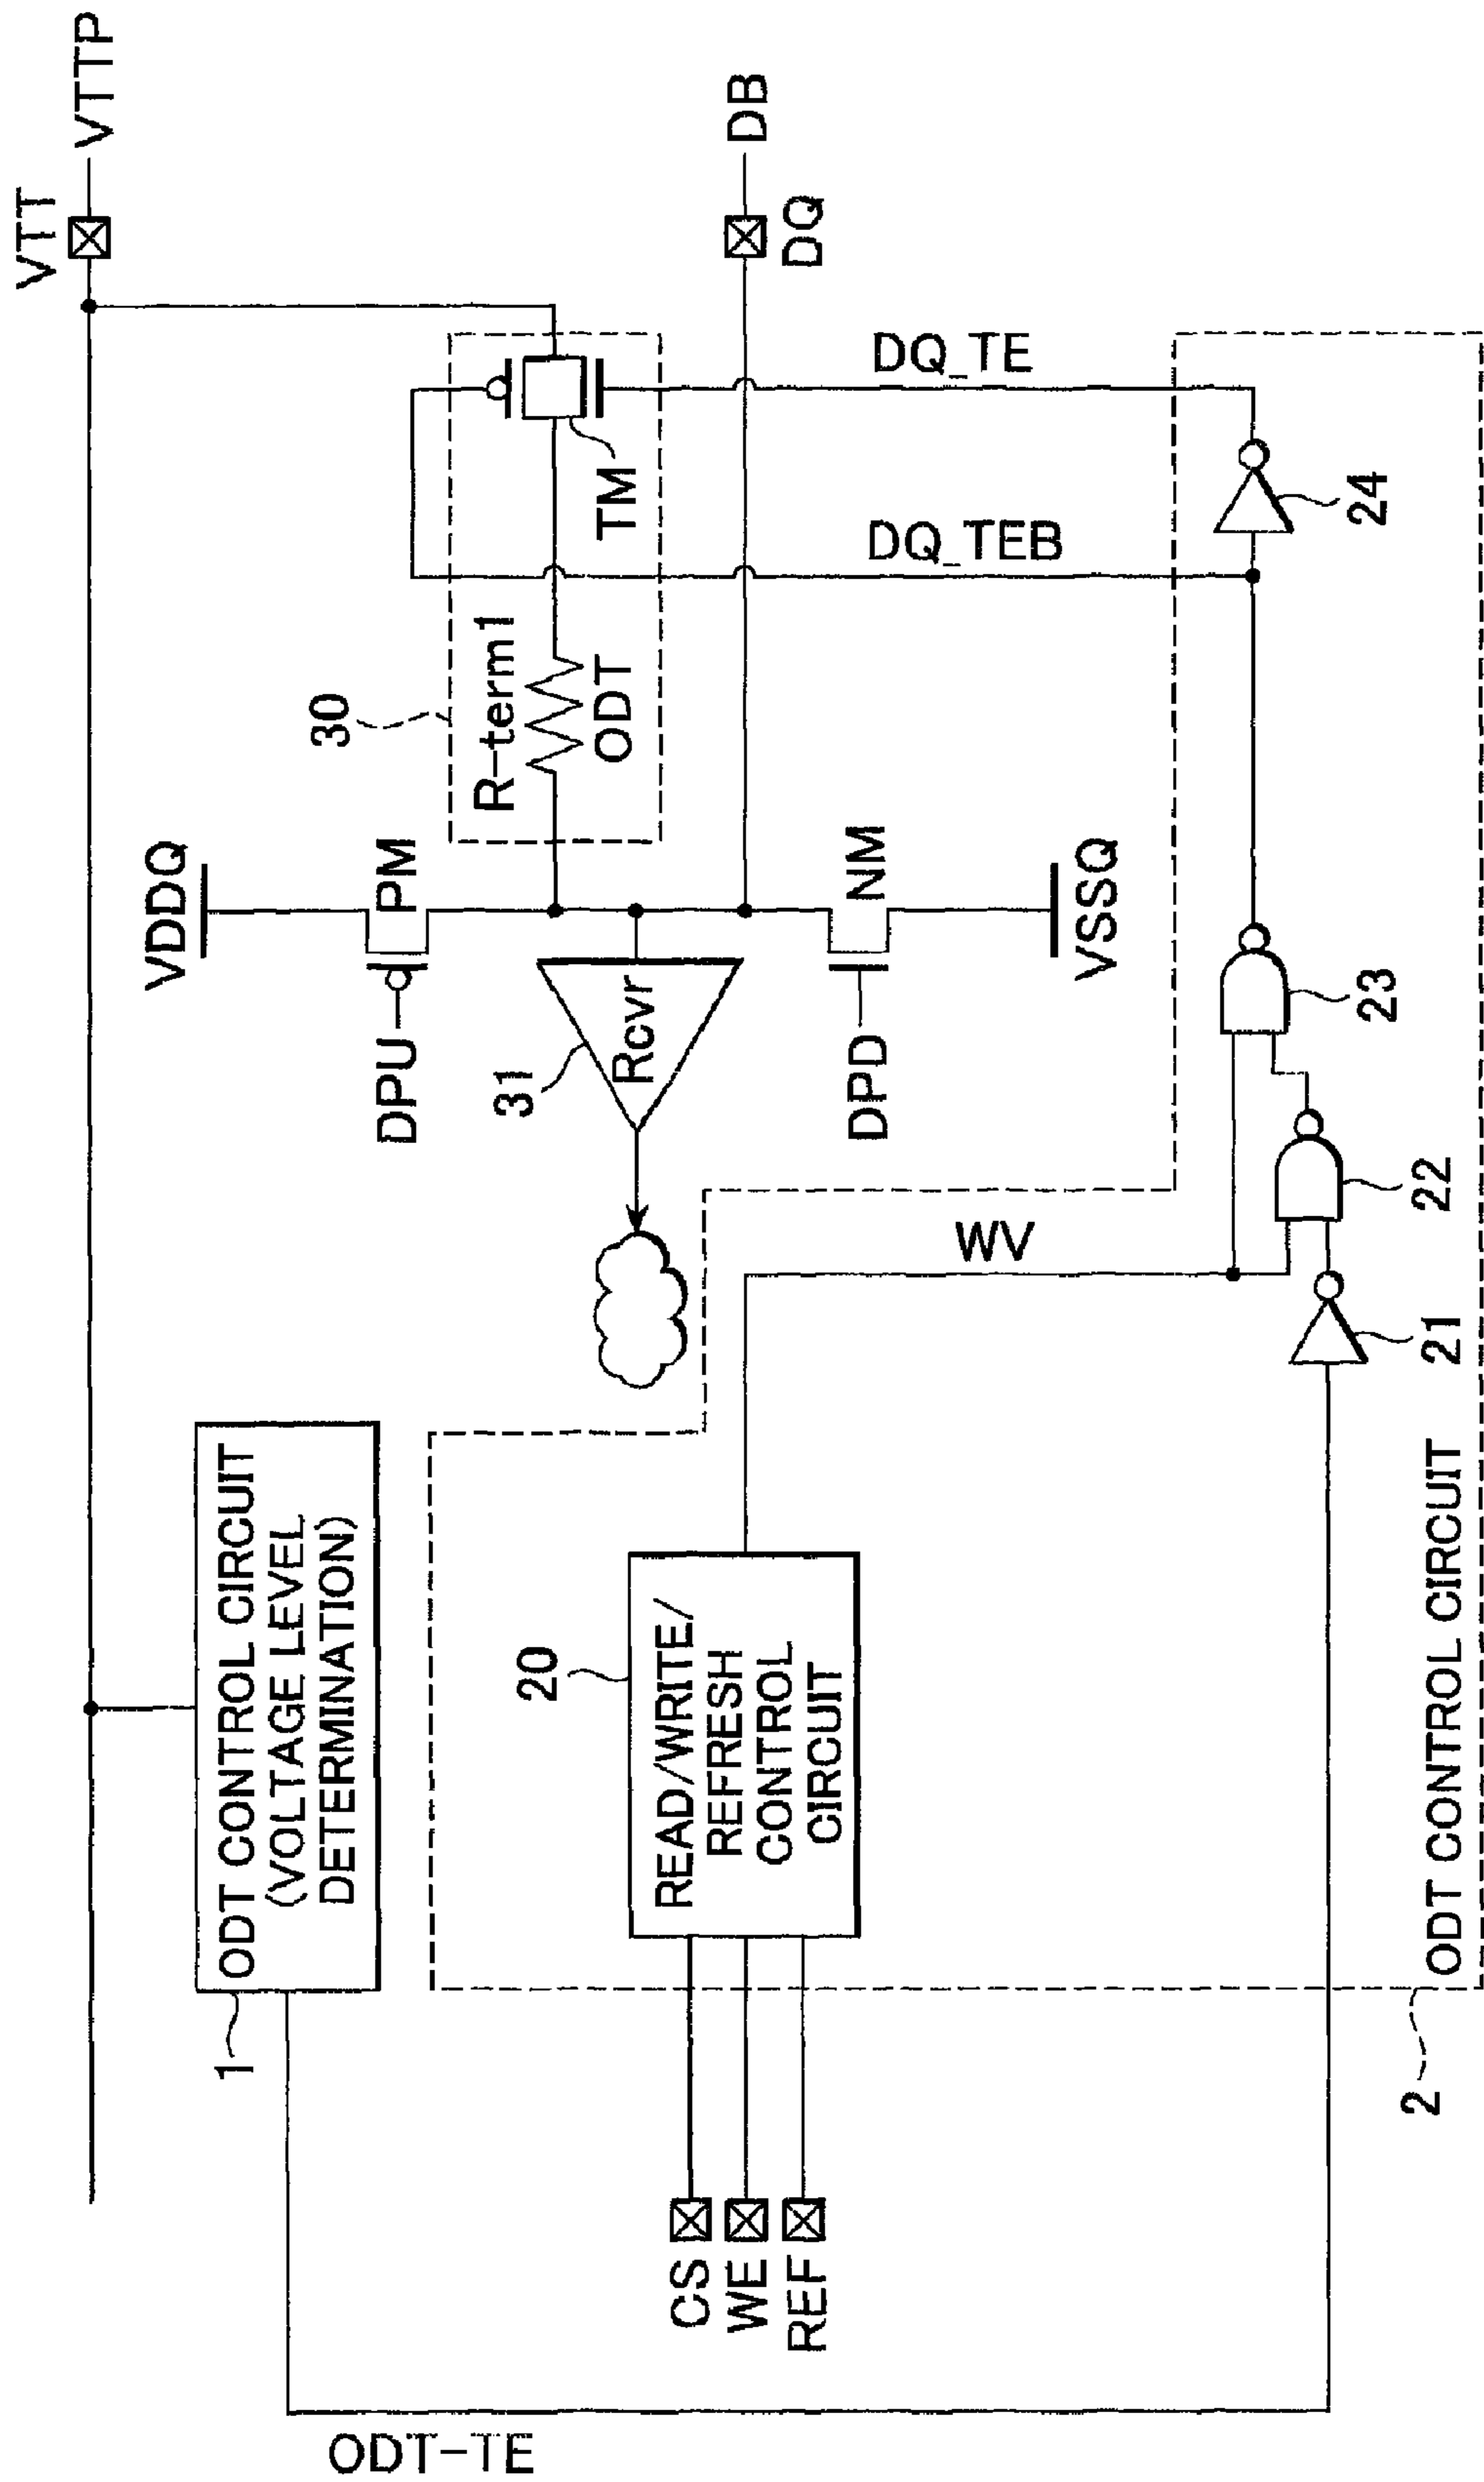 VTT
VTTP
ODT CONTROL CIRCUIT
(VOLTAGE LEVEL
DETERMINATION)
1
ODT-TE
VDDQ
DPU
PM
R-term1
ODT
30
TM
31
Rcvr
DB
DQ
DPD
NM
VSSQ
DQ_TE
DQ_TEB
CS
WE
REF
20
READ/WRITE/
REFRESH
CONTROL
CIRCUIT
WV
21
22
23
24
2
ODT CONTROL CIRCUIT